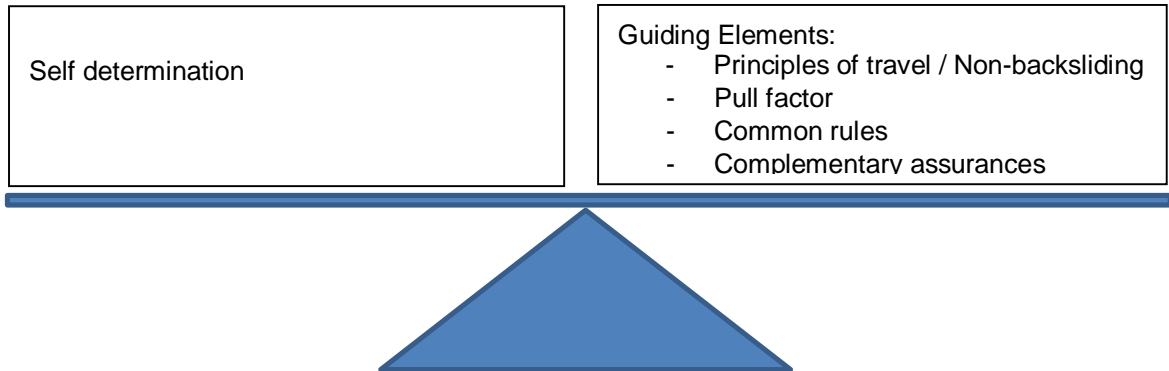 Self determination
Guiding Elements:
- Principles of travel / Non-backsliding
- Pull factor
- Common rules
- Complementary assurances